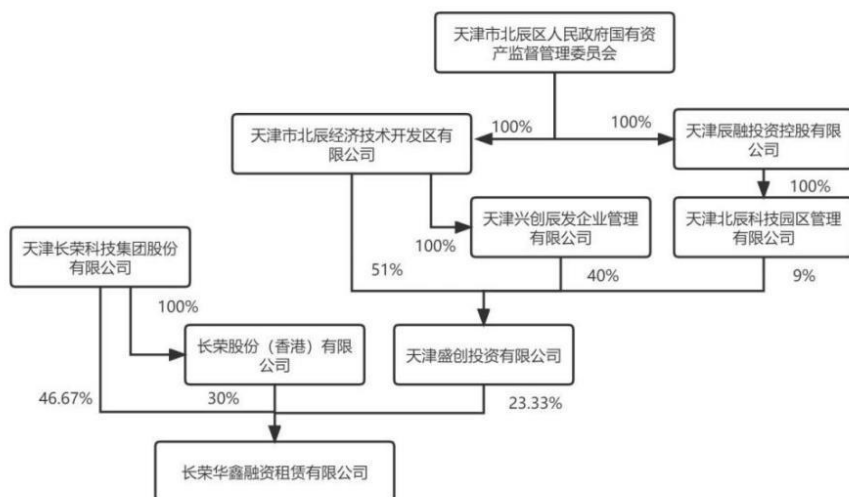 天津市北辰区人民政府国有资
产监督管理委员会
天津市北辰经济技术开发区有
限公司
100%
100%
天津辰融投资控股有限公
司
100%
天津长荣科技集团股份
有限公司
100%
天津兴创辰发企业管理
有限公司
天津北辰科技园区管理
有限公司
51%
40%
9%
100%
长荣股份（香港）有限
公司
天津盛创投资有限公司
46.67%
30%
23.33%
长荣华鑫融资租赁有限公司